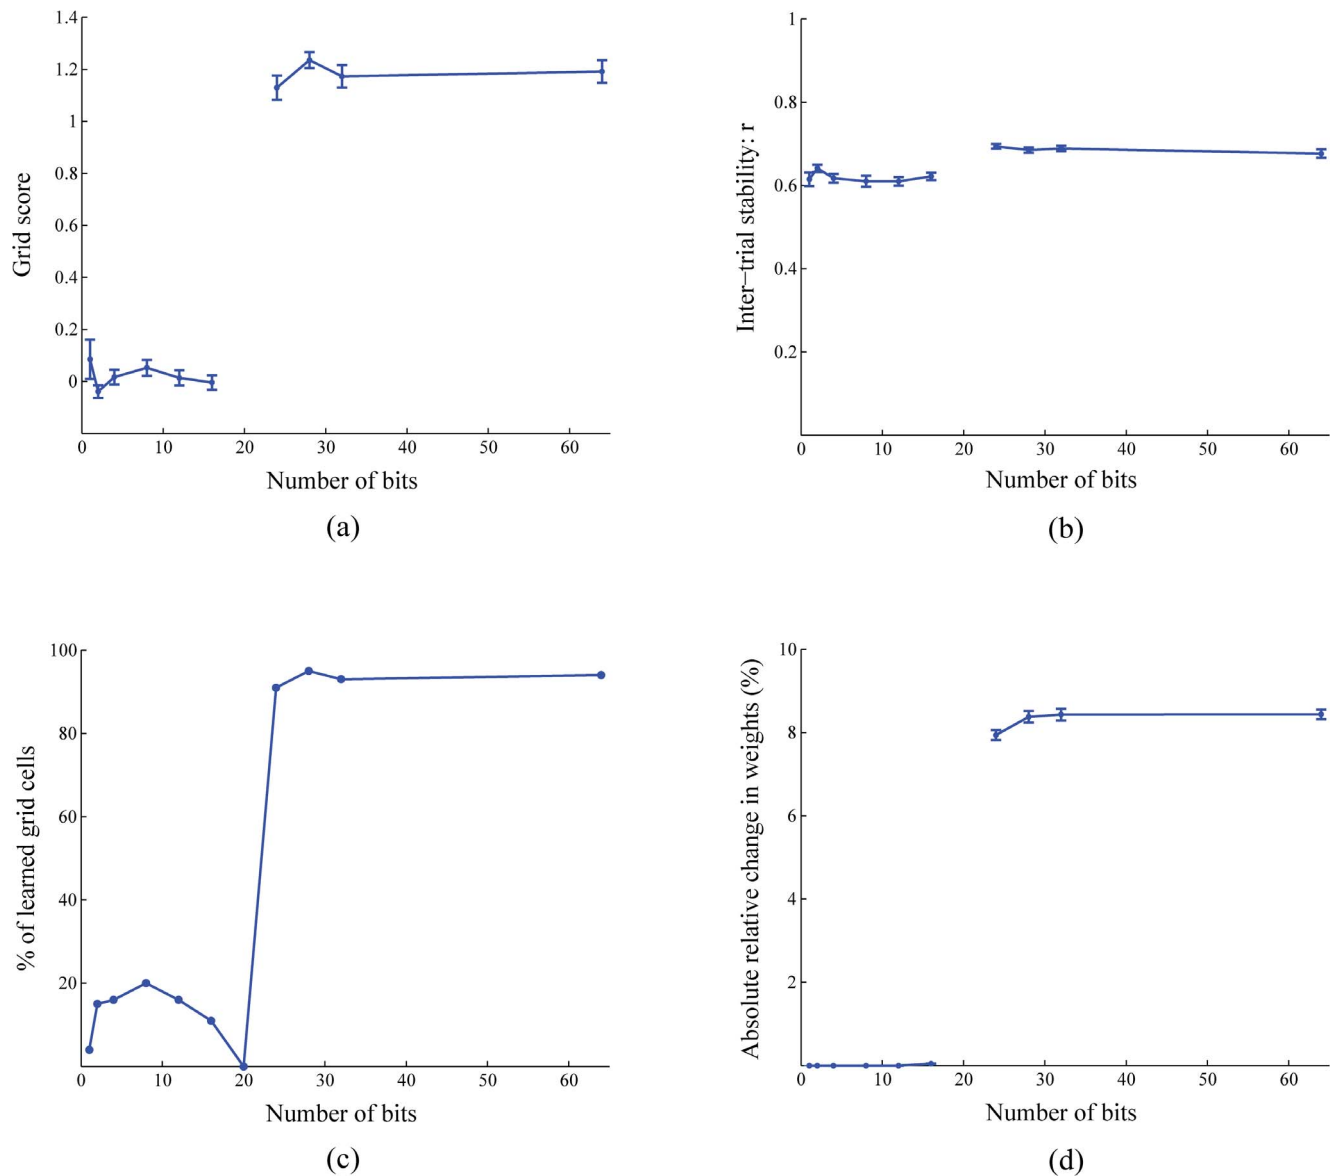 1.4
1.2
1
0.8
0.6
0.4
0.2
0
Grid score
0 10 20 30 40 50 60
Number of bits
(a)
1
0.8
0.6
0.4
0.2
Inter–trial stability: r
0 10 20 30 40 50 60
Number of bits
(b)
100
80
60
40
20
% of learned grid cells
0 10 20 30 40 50 60
Number of bits
(c)
10
8
6
4
2
Absolute relative change in weights (%)
0 10 20 30 40 50 60
Number of bits
(d)